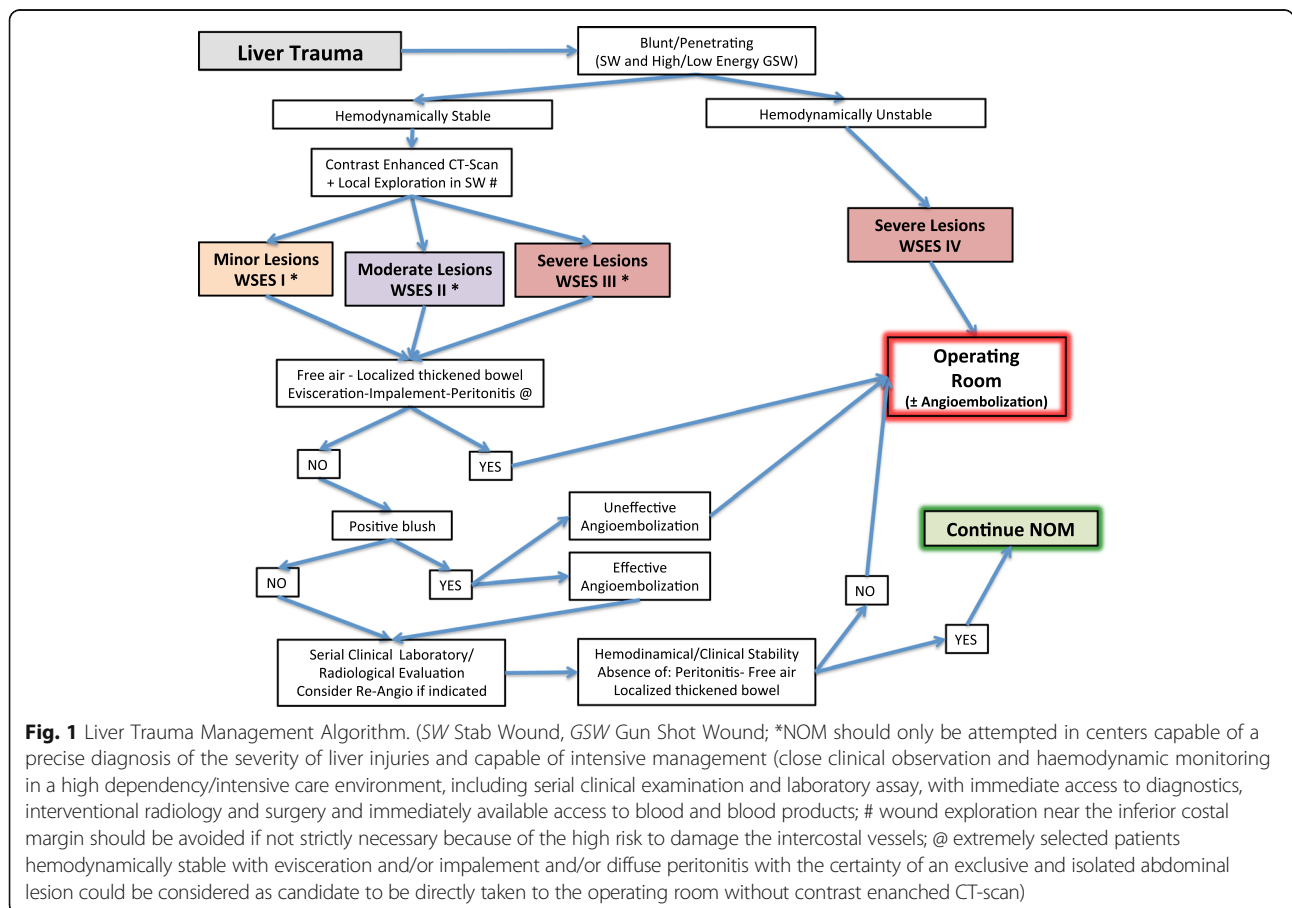 Liver Trauma
Blunt/Penetrating
(SW and High/Low Energy GSW)
Hemodynamically Stable
Hemodynamically Unstable
Contrast Enhanced CT-Scan
+ Local Exploration in SW #
Minor Lesions
WSES I *
Moderate Lesions
WSES II *
Severe Lesions
WSES III *
Severe Lesions
WSES IV
Free air - Localized thickened bowel
Evisceration-Impalement-Peritonitis @
Operating
Room
(± Angioembolization)
NO
YES
Positive blush
Uneffective
Angioembolization
Continue NOM
NO
YES
Effective
Angioembolization
NO
YES
Serial Clinical Laboratory/
Radiological Evaluation
Consider Re-Angio if indicated
Hemodinamical/Clinical Stability
Absence of: Peritonitis- Free air
Localized thickened bowel
Fig. 1 Liver Trauma Management Algorithm. (SW Stab Wound, GSW Gun Shot Wound; *NOM should only be attempted in centers capable of a
precise diagnosis of the severity of liver injuries and capable of intensive management (close clinical observation and haemodynamic monitoring
in a high dependency/intensive care environment, including serial clinical examination and laboratory assay, with immediate access to diagnostics,
interventional radiology and surgery and immediately available access to blood and blood products; # wound exploration near the inferior costal
margin should be avoided if not strictly necessary because of the high risk to damage the intercostal vessels; @ extremely selected patients
hemodynamically stable with evisceration and/or impalement and/or diffuse peritonitis with the certainty of an exclusive and isolated abdominal
lesion could be considered as candidate to be directly taken to the operating room without contrast enanched CT-scan)